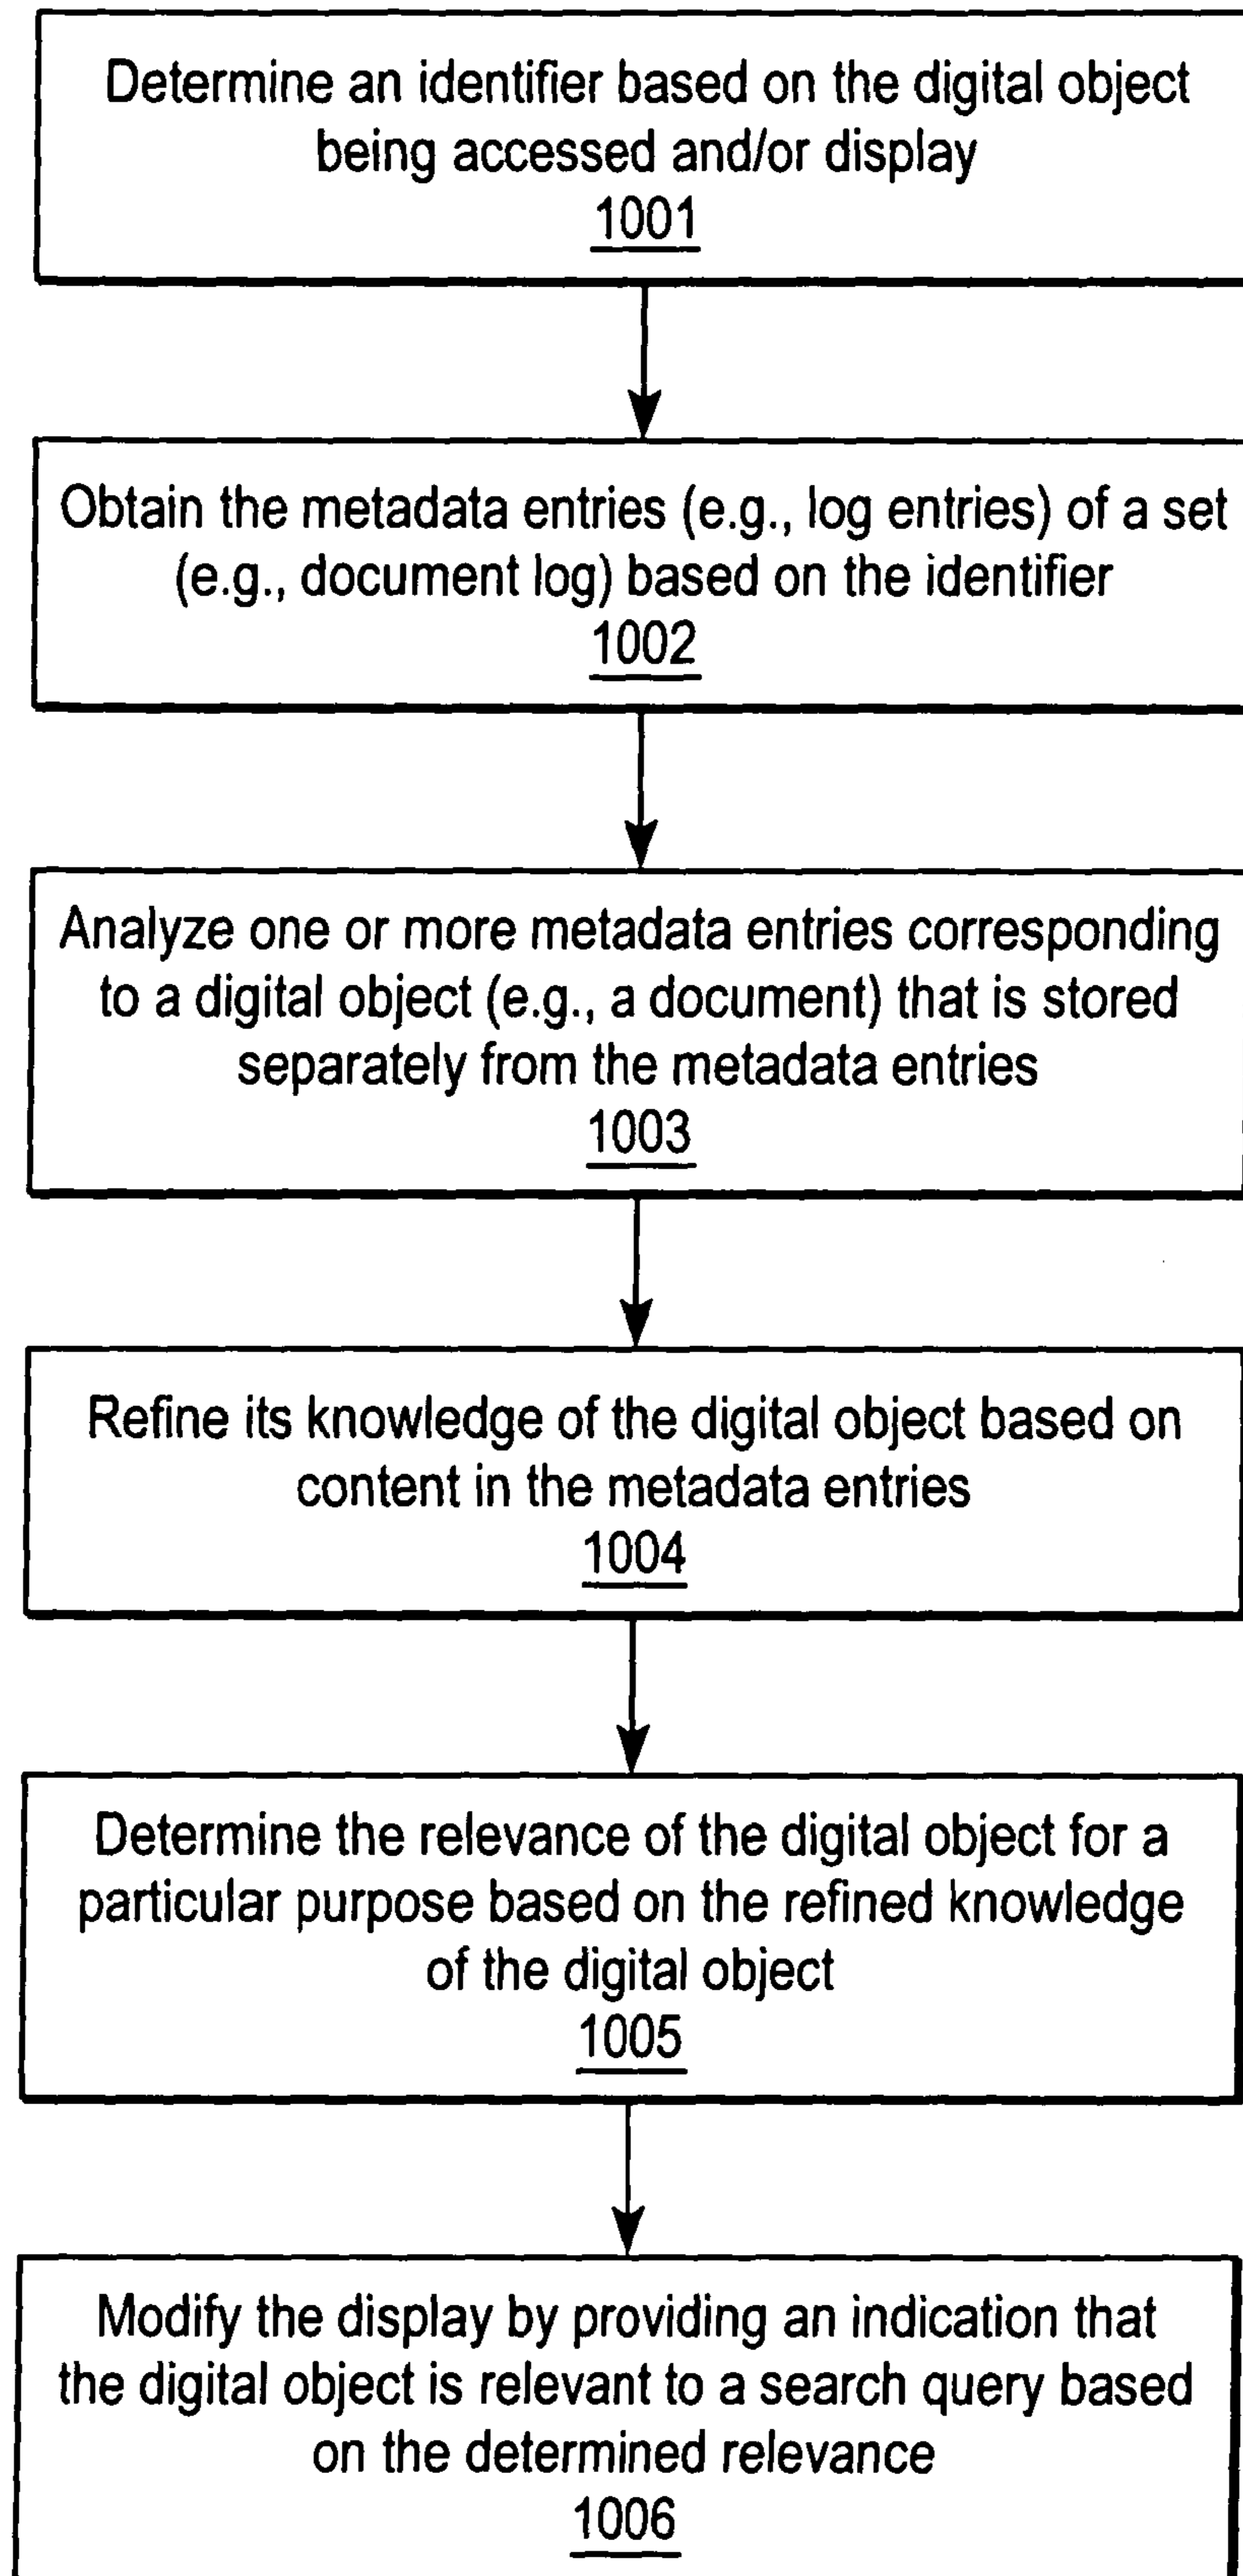 Determine an identifier based on the digital object
being accessed and/or display
1001
Obtain the metadata entries (e.g., log entries) of a set
(e.g., document log) based on the identifier
1002
Analyze one or more metadata entries corresponding
to a digital object (e.g., a document) that is stored
separately from the metadata entries
1003
Refine its knowledge of the digital object based on
content in the metadata entries
1004
Determine the relevance of the digital object for a
particular purpose based on the refined knowledge
of the digital object
1005
Modify the display by providing an indication that
the digital object is relevant to a search query based
on the determined relevance
1006